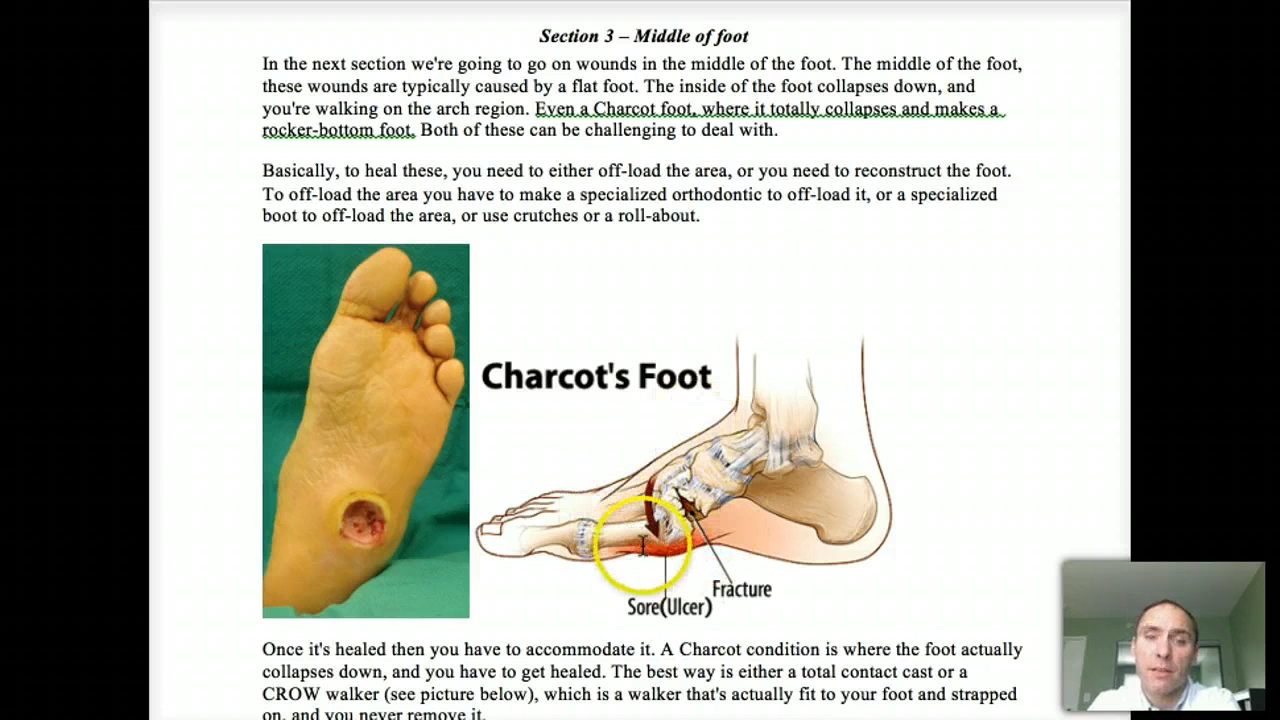 Section 3 – Middle of foot
In the next section we're going to go on wounds in the middle of the foot. The middle of the foot,
these wounds are typically caused by a flat foot. The inside of the foot collapses down, and
you're walking on the arch region. Even a Charcot foot, where it totally collapses and makes a
rocker-bottom foot. Both of these can be challenging to deal with.
Basically, to heal these, you need to either off-load the area, or you need to reconstruct the foot.
To off-load the area you have to make a specialized orthodontic to off-load it, or a specialized
boot to off-load the area, or use crutches or a roll-about.
Charcot's Foot
Fracture
Sore(Ulcer)
Once it's healed then you have to accommodate it. A Charcot condition is where the foot actually
collapses down, and you have to get healed. The best way is either a total contact cast or a
CROW walker (see picture below), which is a walker that's actually fit to your foot and strapped
on, and you never remove it.